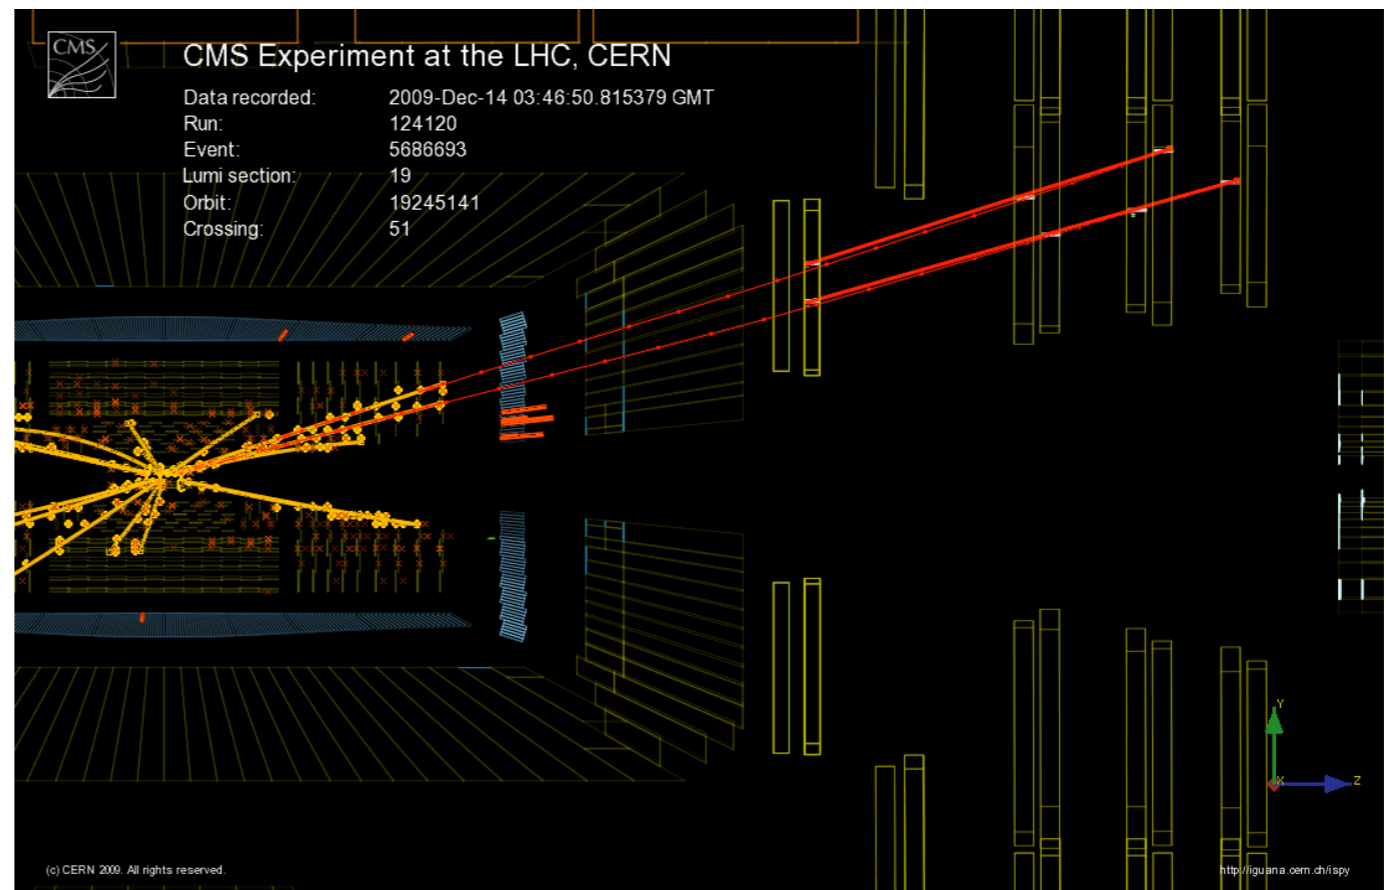 CMS
CMS Experiment at the LHC, CERN
Data recorded: 2009-Dec-14 03:46:50.815379 GMT
Run: 124120
Event: 5686693
Lumi section: 19
Orbit: 19245141
Crossing: 51
Y
X
Z
(c) CERN 2009. All rights reserved.
http://iguana.cern.ch/ispy